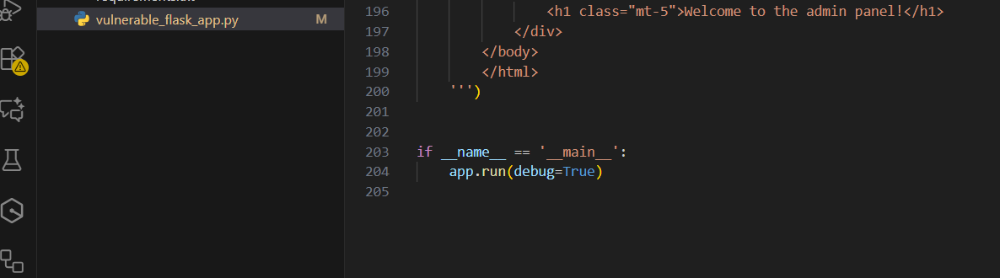 vulnerable_flask_app.py M
196 <h1 class="mt-5">Welcome to the admin panel!</h1>
197 </div>
198 </body>
199 </html>
200 ''')
201
202
203 if __name__ == '__main__':
204 app.run(debug=True)
205